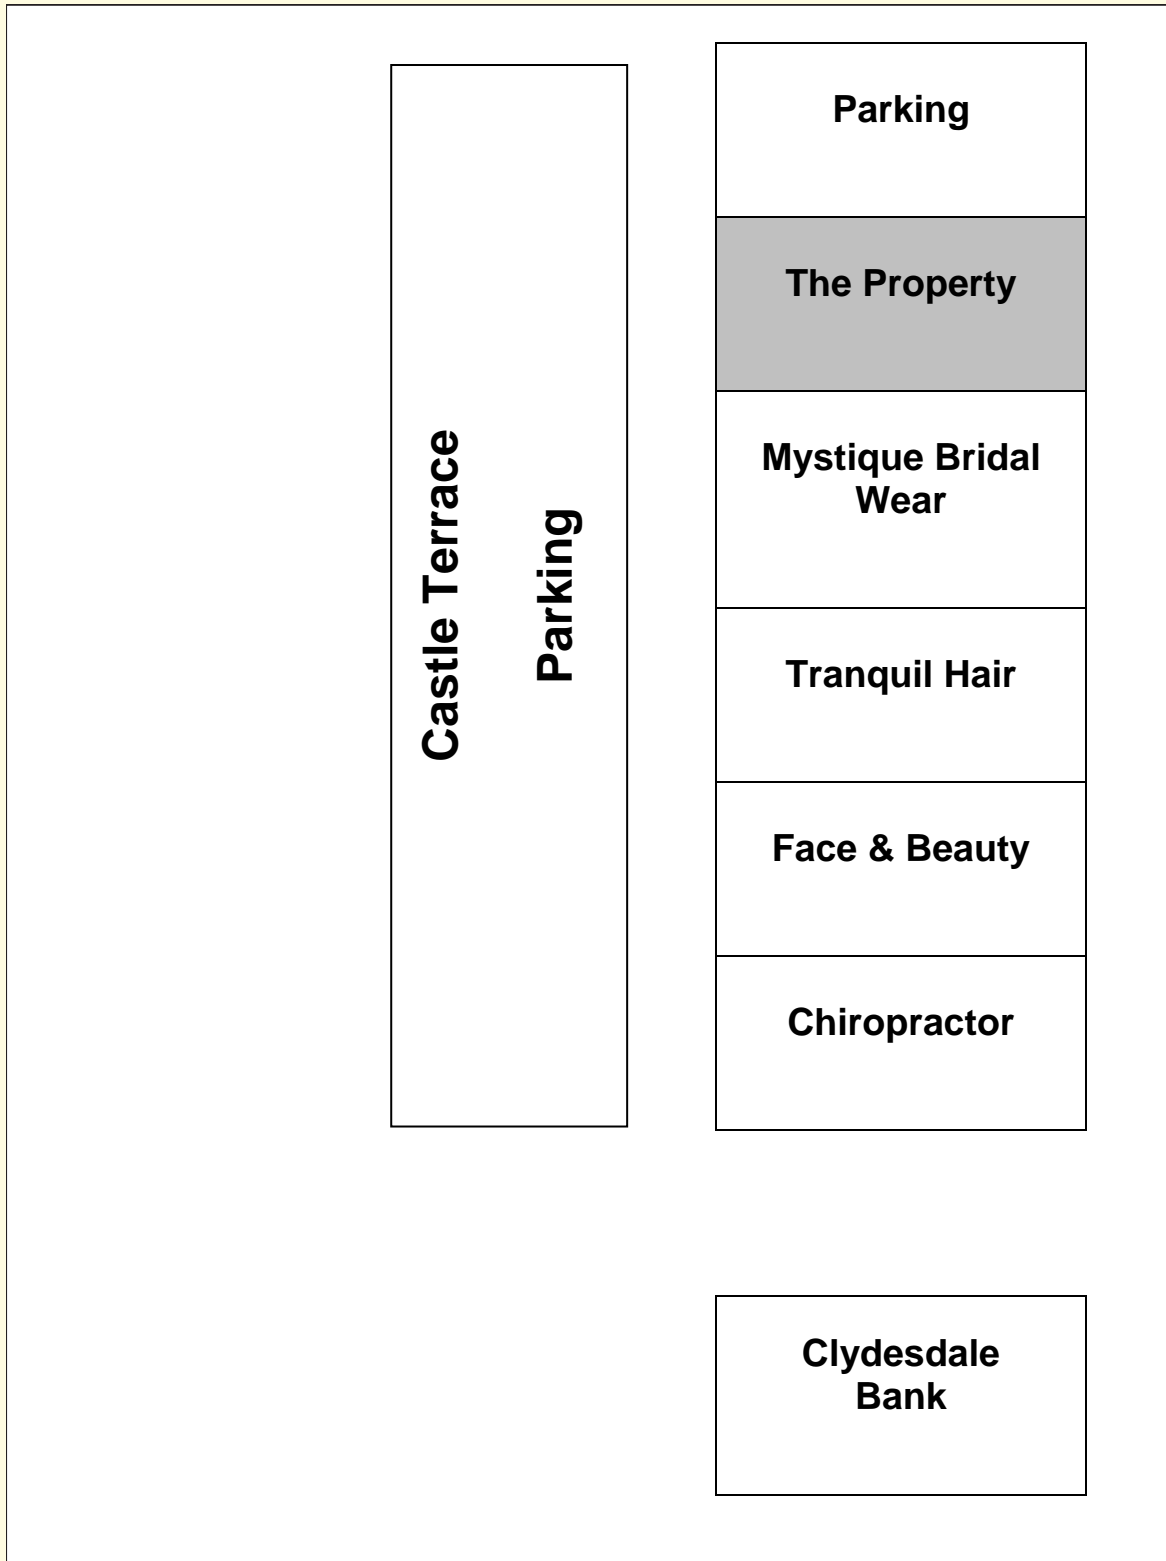 Castle Terrace
Parking
Parking
The Property
Mystique Bridal
Wear
Tranquil Hair
Face & Beauty
Chiropractor
Clydesdale
Bank